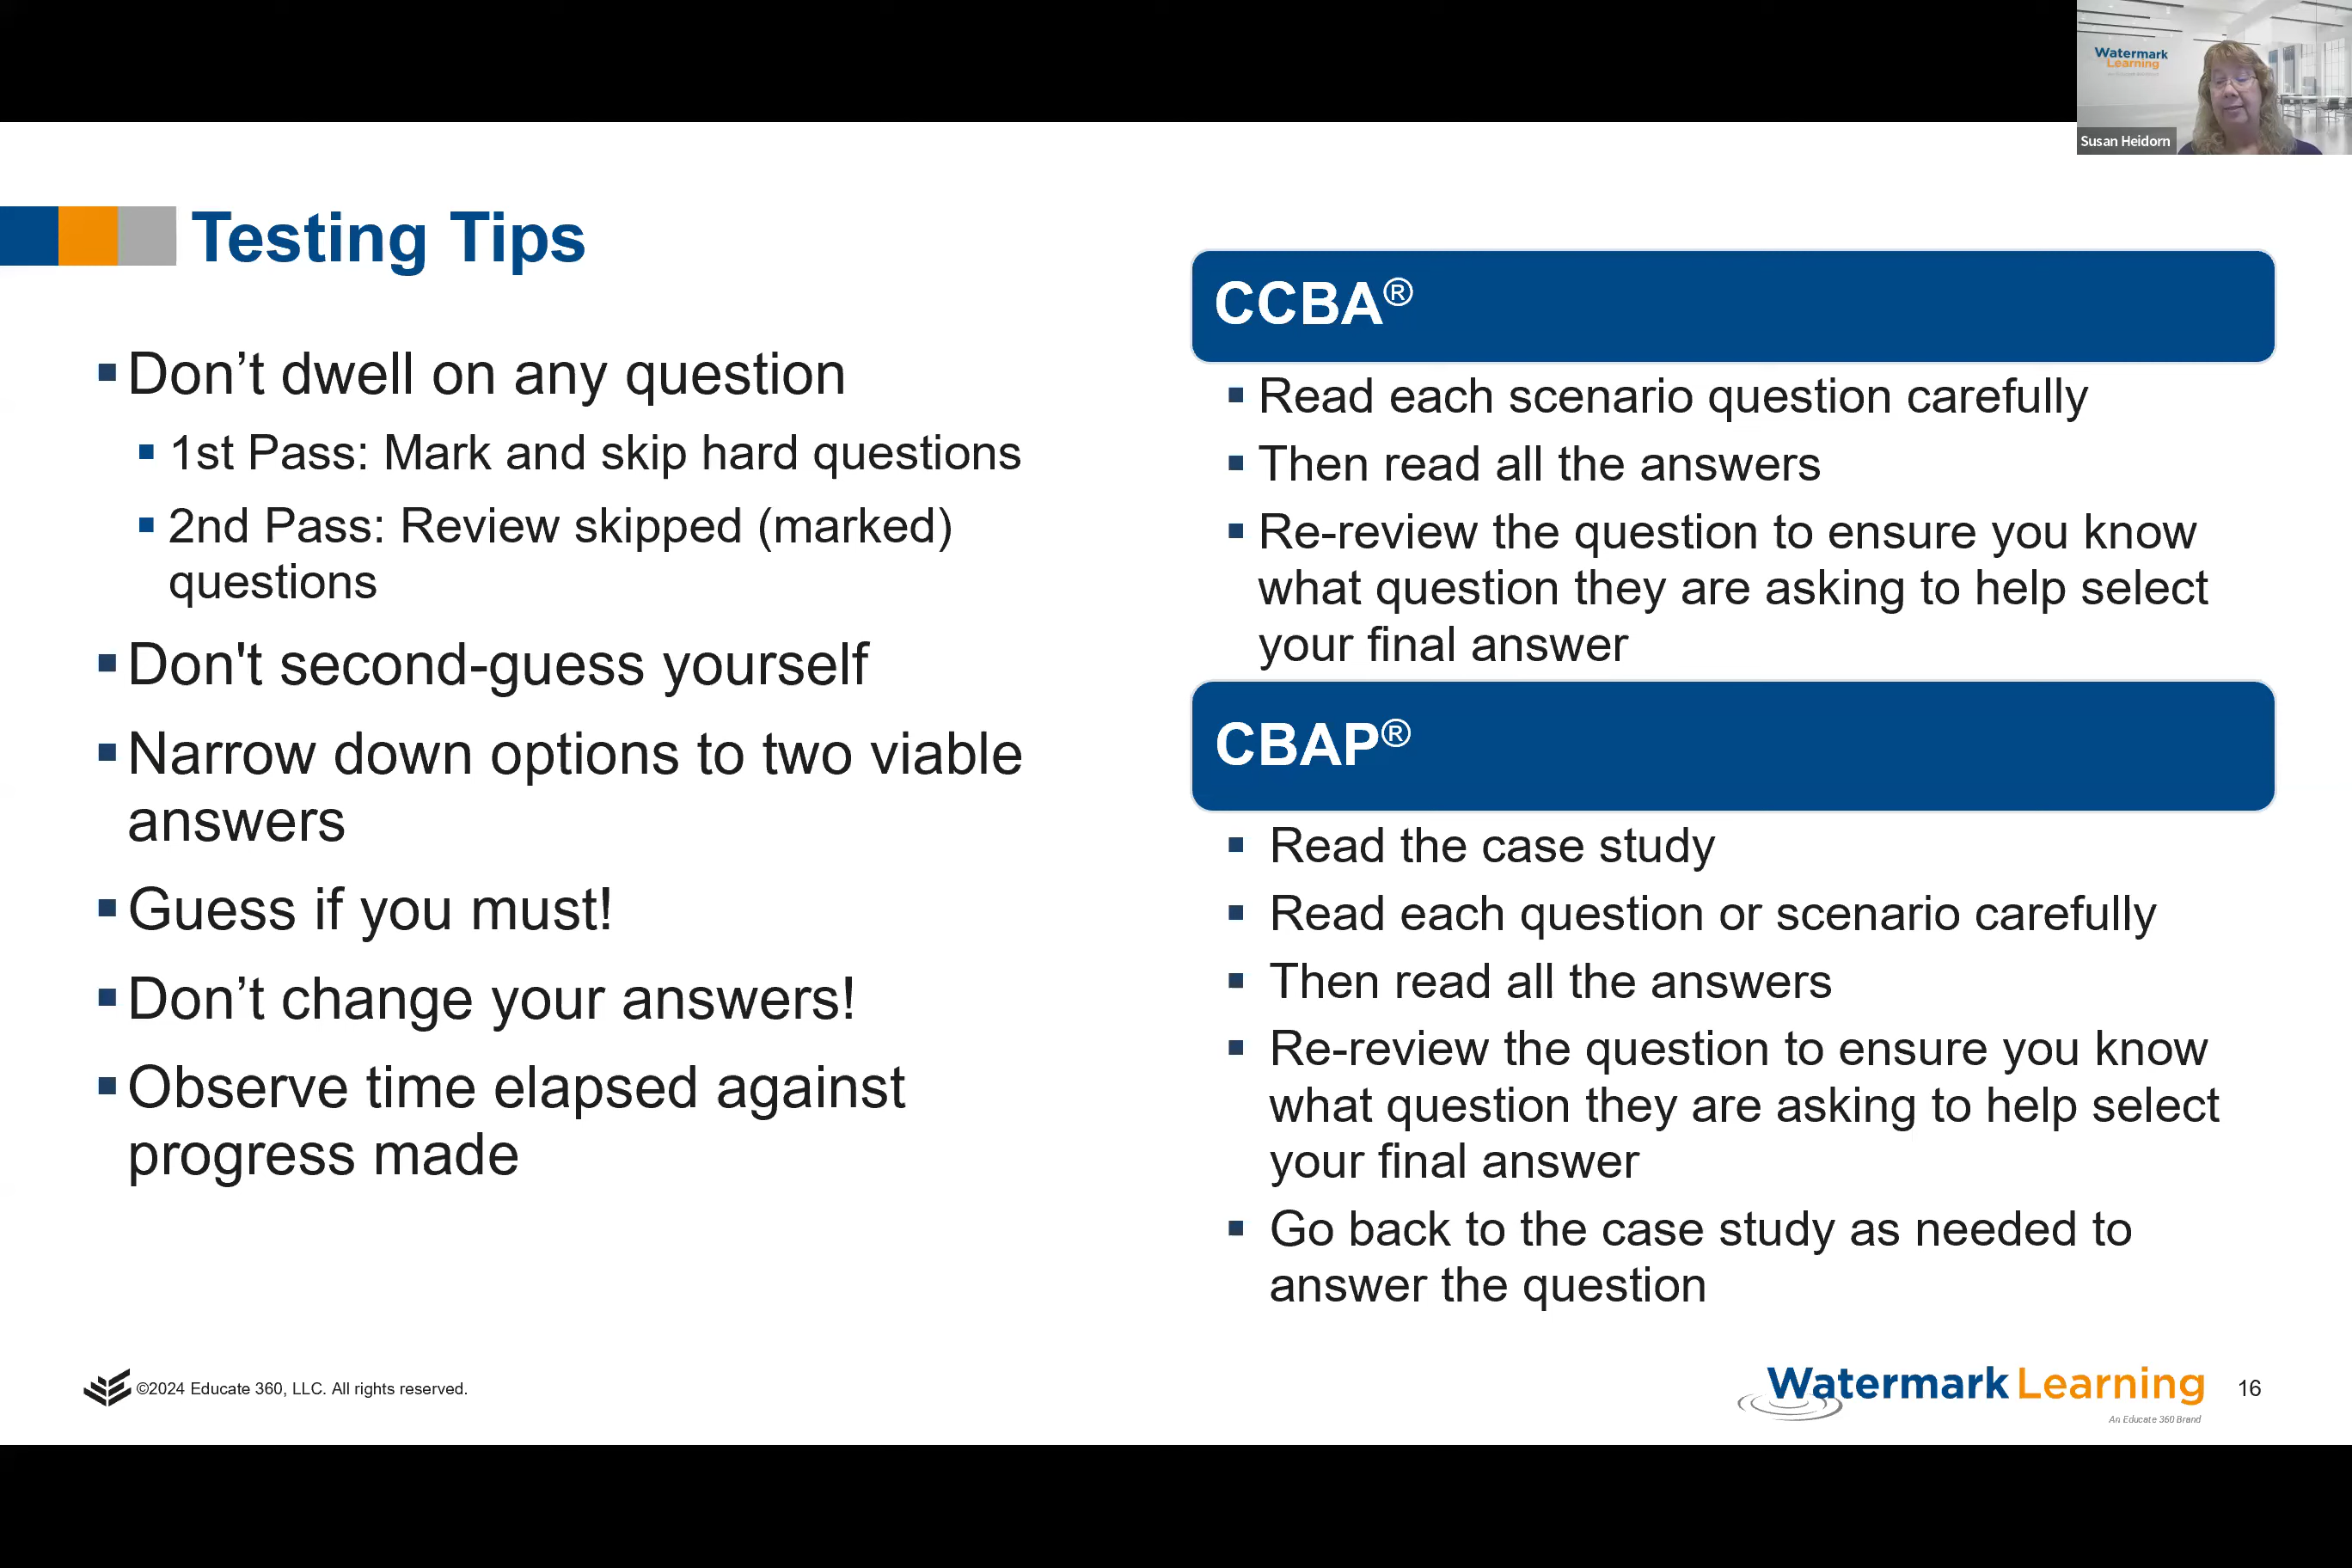 Watermark
Learning
Susan Heidorn
Testing Tips
▪ Don’t dwell on any question
▪ 1st Pass: Mark and skip hard questions
▪ 2nd Pass: Review skipped (marked)
questions
▪ Don't second-guess yourself
▪ Narrow down options to two viable
answers
▪ Guess if you must!
▪ Don’t change your answers!
▪ Observe time elapsed against
progress made
CCBA®
▪ Read each scenario question carefully
▪ Then read all the answers
▪ Re-review the question to ensure you know
what question they are asking to help select
your final answer
CBAP®
▪ Read the case study
▪ Read each question or scenario carefully
▪ Then read all the answers
▪ Re-review the question to ensure you know
what question they are asking to help select
your final answer
▪ Go back to the case study as needed to
answer the question
©2024 Educate 360, LLC. All rights reserved.
Watermark Learning
An Educate 360 Brand
16